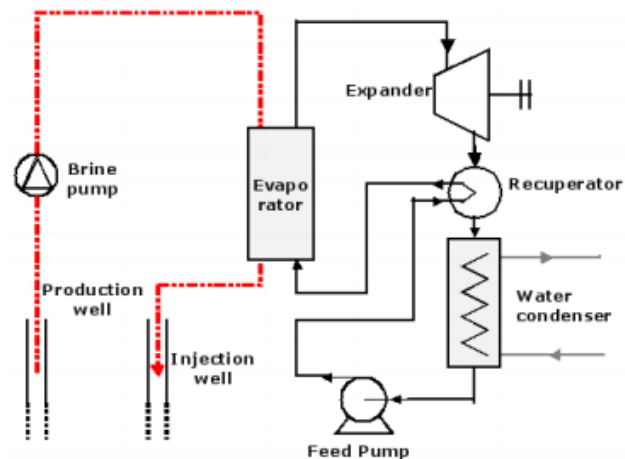 Expander
Brine
pump
Evapo
rator
Recuperator
Production
well
Water
condenser
Injection
well
Feed Pump